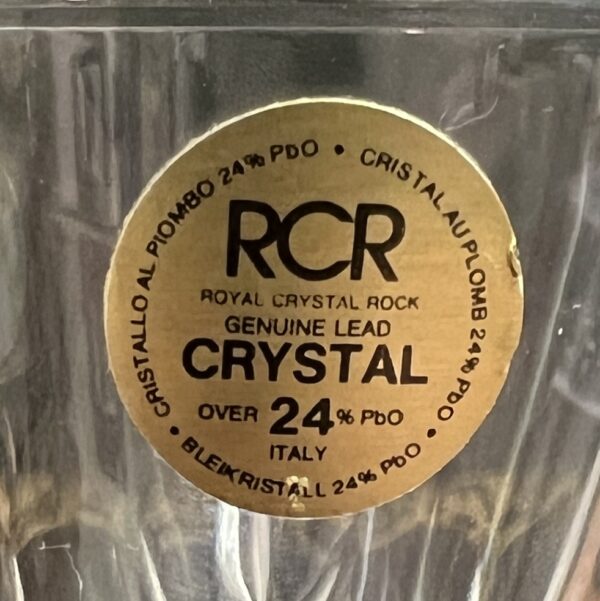 CRISTALLO AL PIOMBO 24% PbO • CRISTAL AU PLOMB 24% PbO • BLEIKRISTALL 24% PbO •
RCR
ROYAL CRYSTAL ROCK
GENUINE LEAD
CRYSTAL
OVER 24% PbO
ITALY